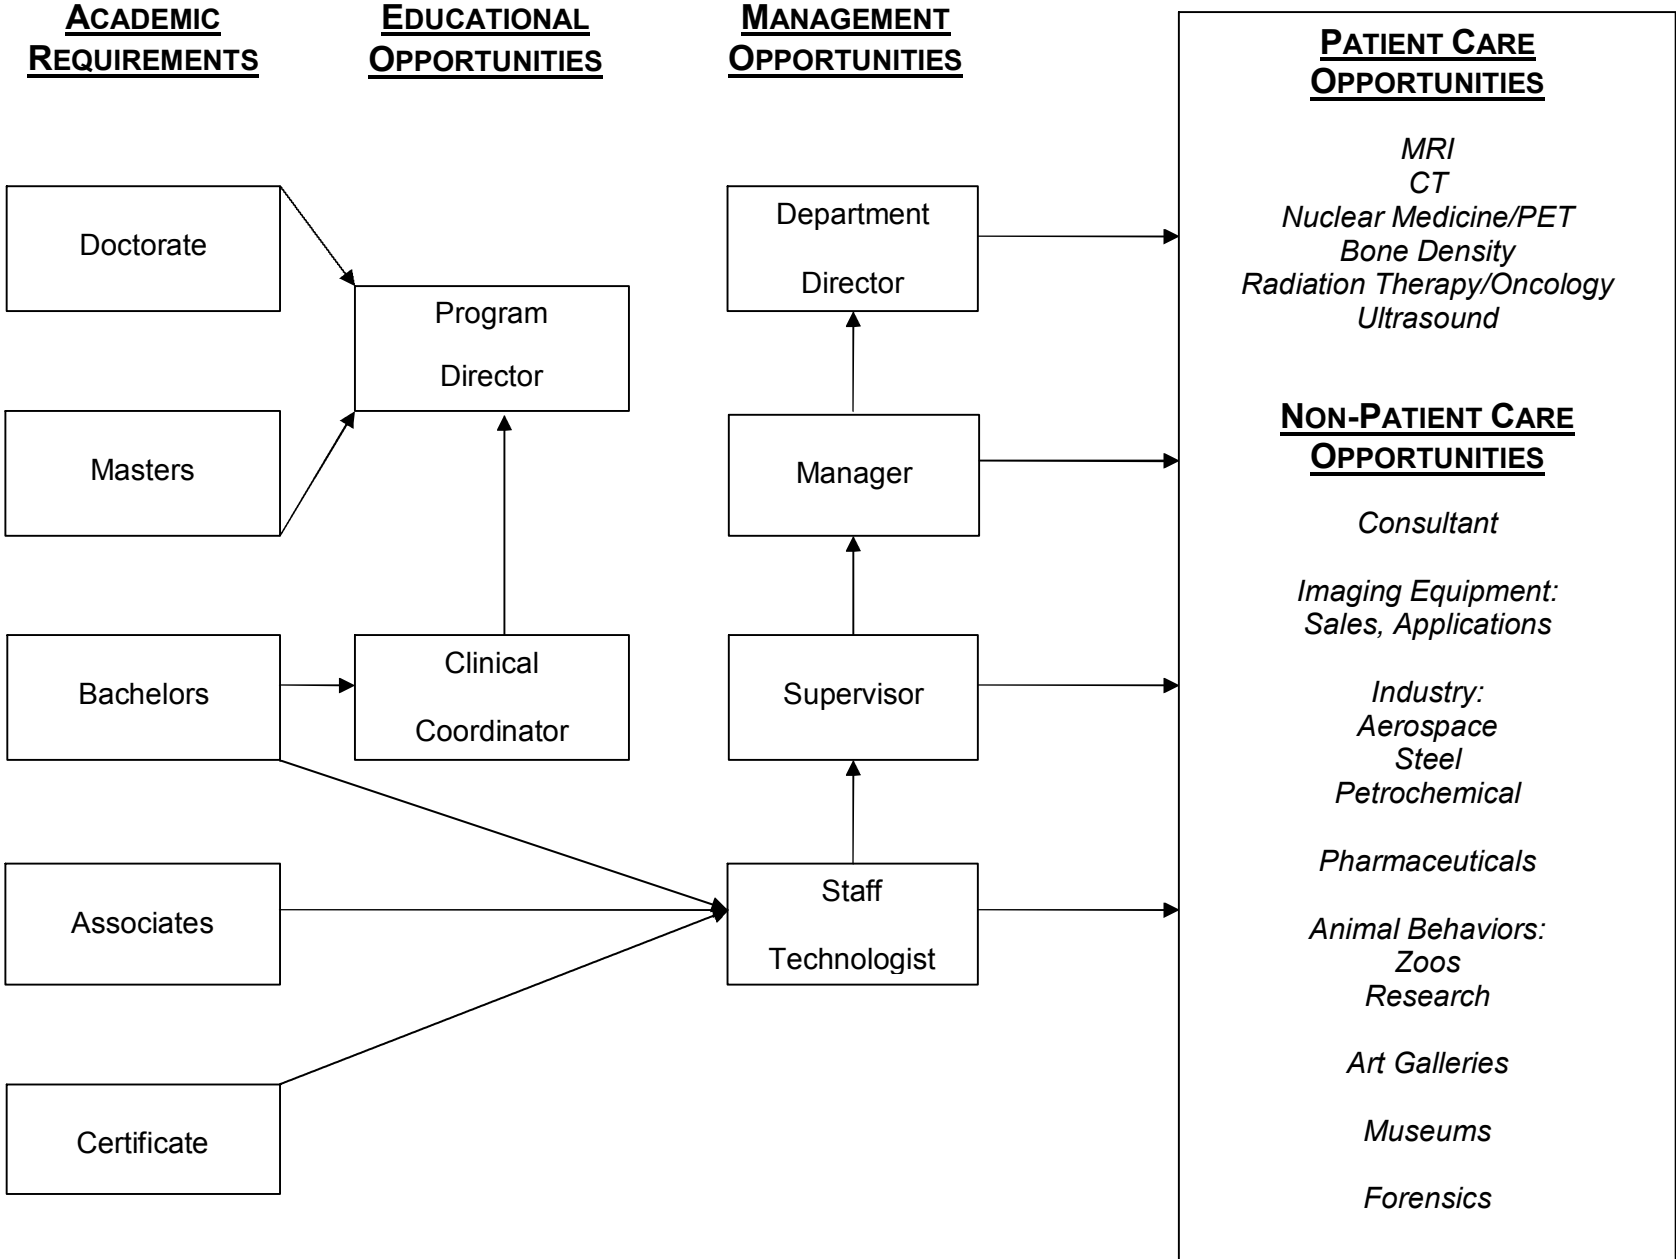 ACADEMIC
REQUIREMENTS
EDUCATIONAL
OPPORTUNITIES
MANAGEMENT
OPPORTUNITIES
Doctorate
Masters
Bachelors
Associates
Certificate
Program
Director
Clinical
Coordinator
Department
Director
Manager
Supervisor
Staff
Technologist
PATIENT CARE
OPPORTUNITIES
MRI
CT
Nuclear Medicine/PET
Bone Density
Radiation Therapy/Oncology
Ultrasound
NON-PATIENT CARE
OPPORTUNITIES
Consultant
Imaging Equipment:
Sales, Applications
Industry:
Aerospace
Steel
Petrochemical
Pharmaceuticals
Animal Behaviors:
Zoos
Research
Art Galleries
Museums
Forensics